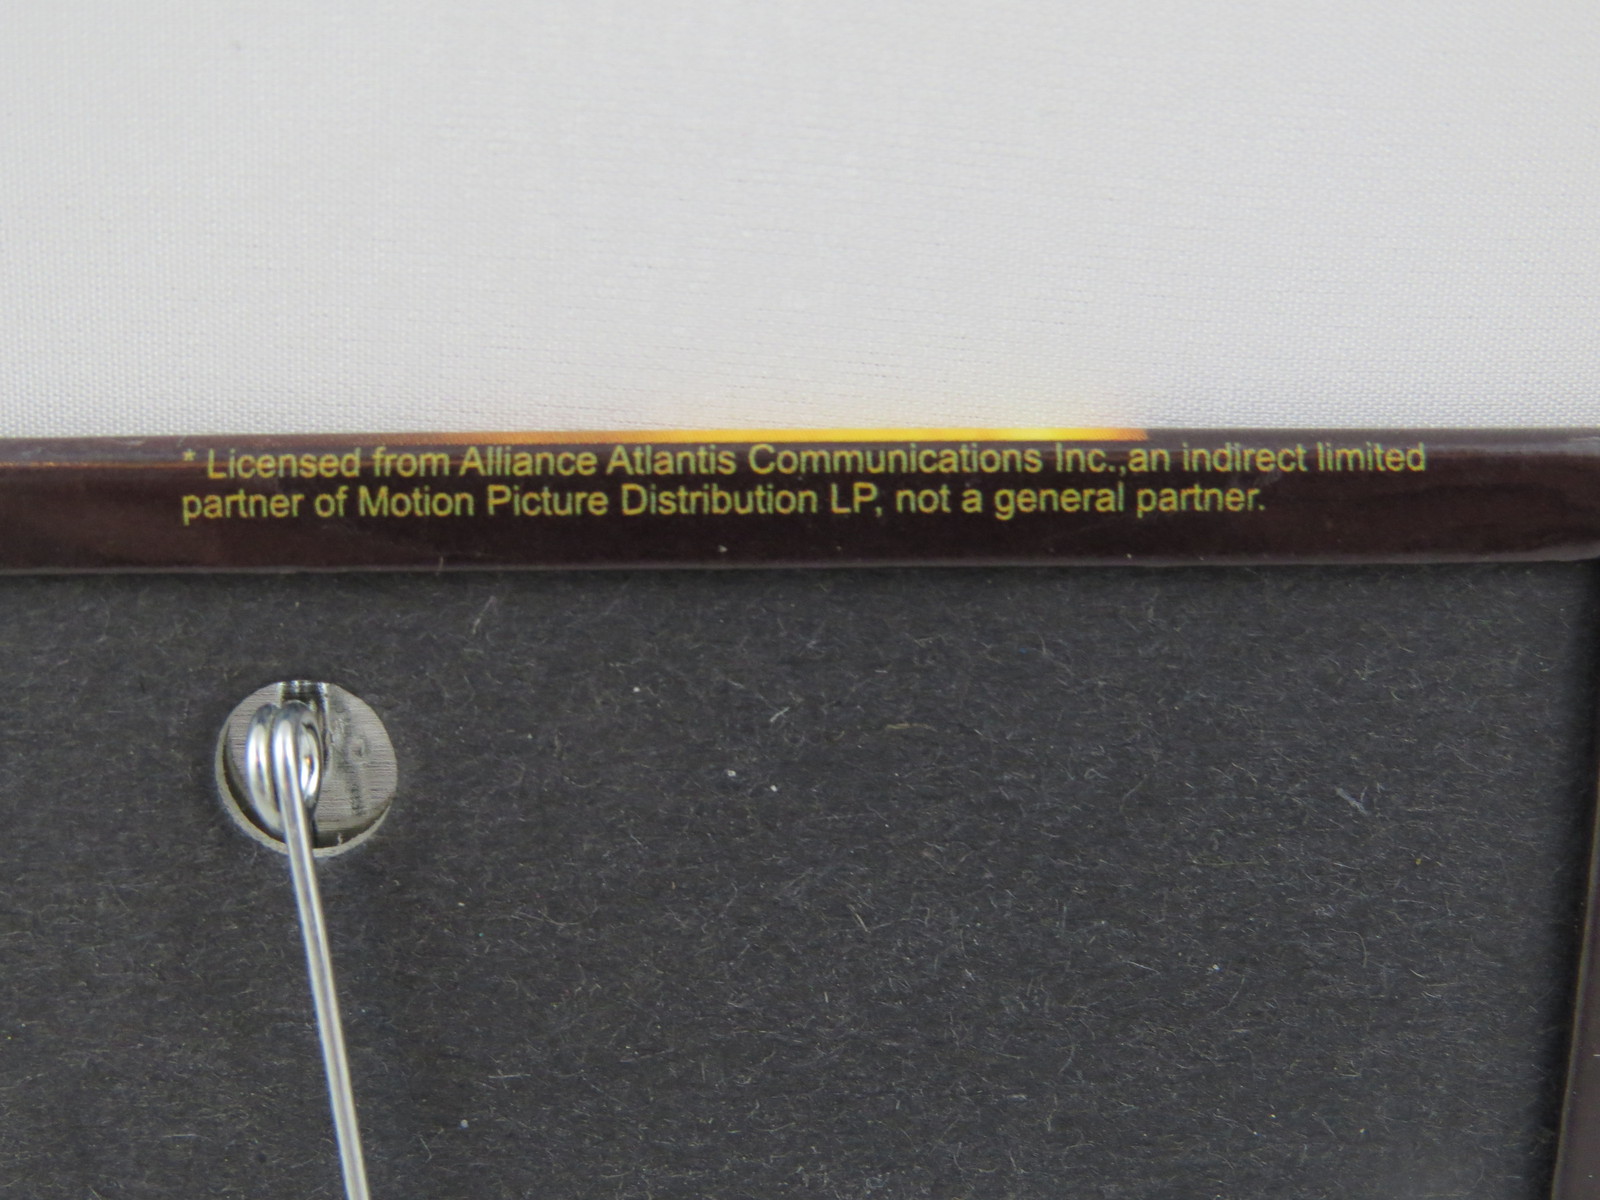 * Licensed from Alliance Atlantis Communications Inc.,an indirect limited
partner of Motion Picture Distribution LP, not a general partner.